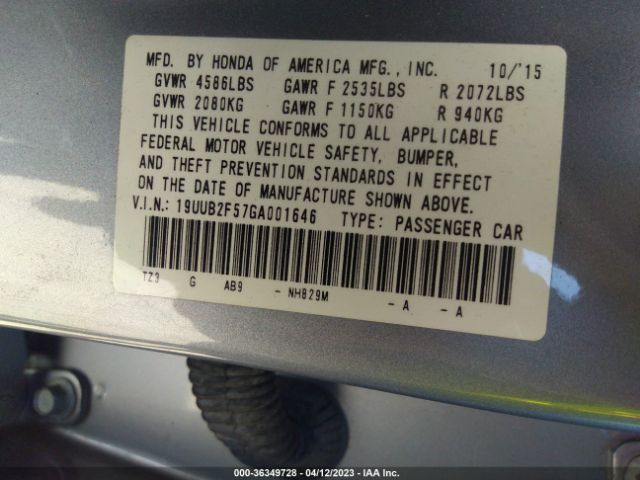 MFD. BY HONDA OF AMERICA MFG., INC. 10/'15
GVWR 4586LBS GAWR F 2535LBS R 2072LBS
GVWR 2080KG GAWR F 1150KG R 940KG
THIS VEHICLE CONFORMS TO ALL APPLICABLE
FEDERAL MOTOR VEHICLE SAFETY, BUMPER,
AND THEFT PREVENTION STANDARDS IN EFFECT
ON THE DATE OF MANUFACTURE SHOWN ABOVE.
V.I.N.: 19UUB2F57GA001646 TYPE: PASSENGER CAR
TZ3 G AB9 - NH829M - A - A
000-36349728 - 04/12/2023 - IAA Inc.